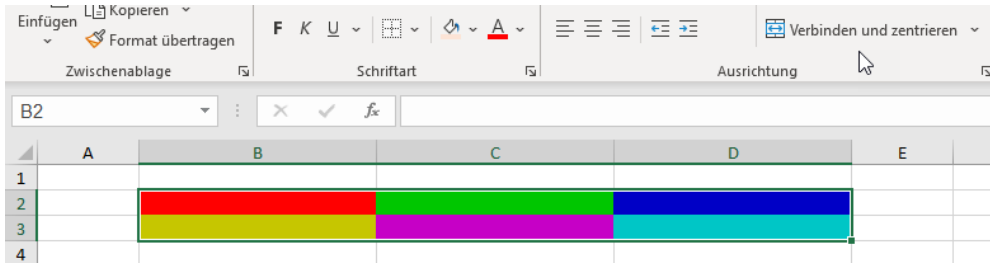 Einfügen
Kopieren
Format übertragen
F K U A
Verbinden und zentrieren
Zwischenablage Schriftart Ausrichtung
B2 fx
A B C D E
1
2
3
4